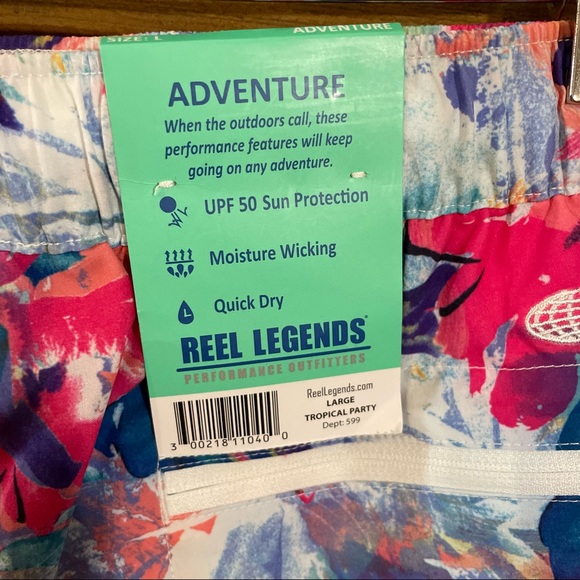 SIZE: L
ADVENTURE
ADVENTURE
When the outdoors call, these
performance features will keep
going on any adventure.
UPF 50 Sun Protection
Moisture Wicking
Quick Dry
REEL LEGENDS®
PERFORMANCE OUTFITTERS
ReelLegends.com
LARGE
TROPICAL PARTY
Dept: 599
3 00218 11040 0